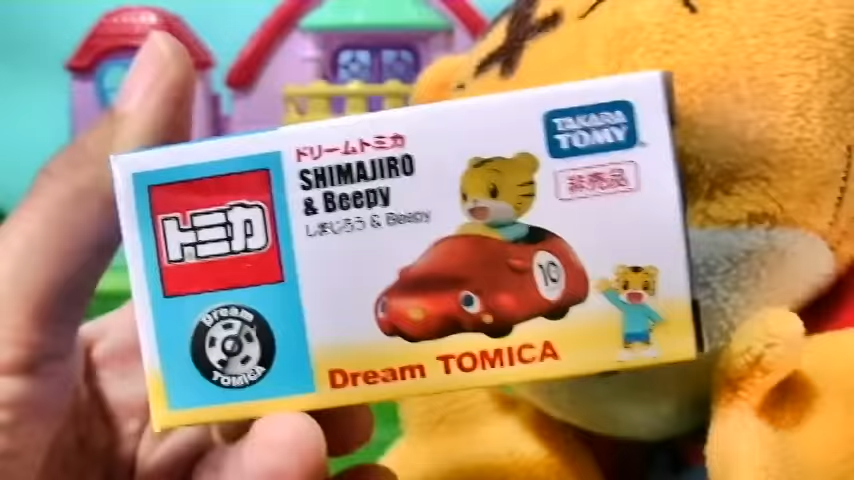 ドリームトミカ
SHIMAJIRO
& Beepy
しまじろう & Beepy
TAKARA
TOMY
非売品
トミカ
Dream
TOMICA
10
Dream TOMICA